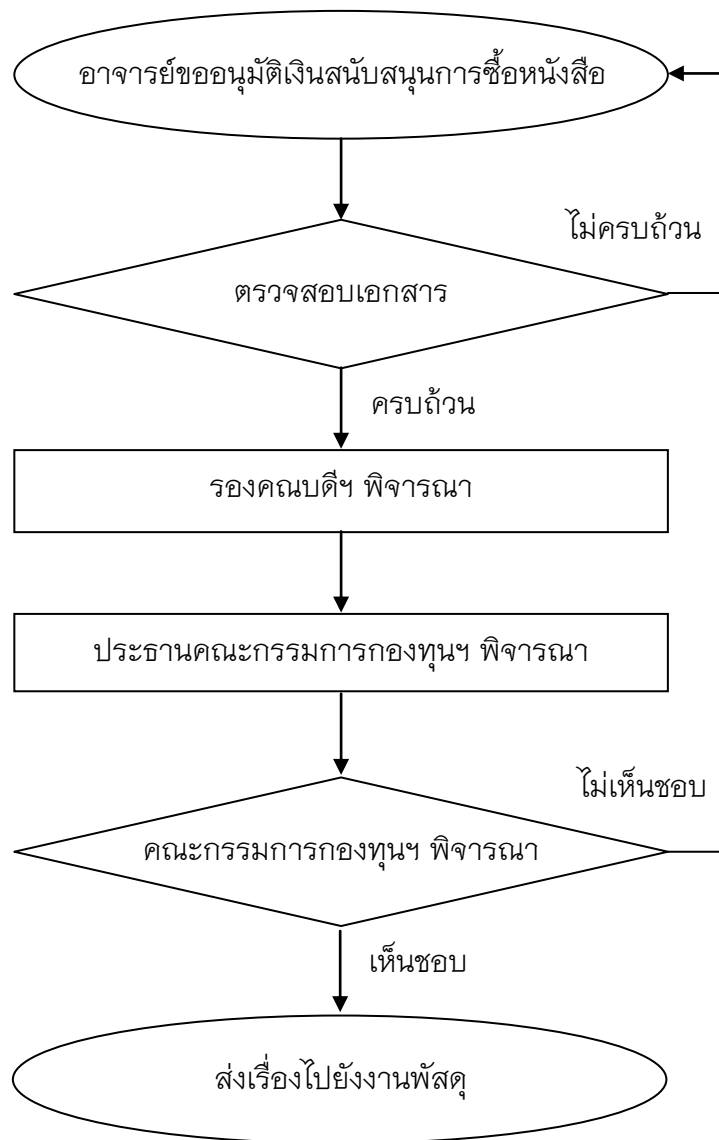 อาจารย์ขออนุมัติเงินสนับสนุนการซื้อหนังสือ
ไม่ครบถ้วน
ตรวจสอบเอกสาร
ครบถ้วน
รองคณบดีฯ พิจารณา
ประธานคณะกรรมการกองทุนฯ พิจารณา
ไม่เห็นชอบ
คณะกรรมการกองทุนฯ พิจารณา
เห็นชอบ
ส่งเรื่องไปยังงานพัสดุ